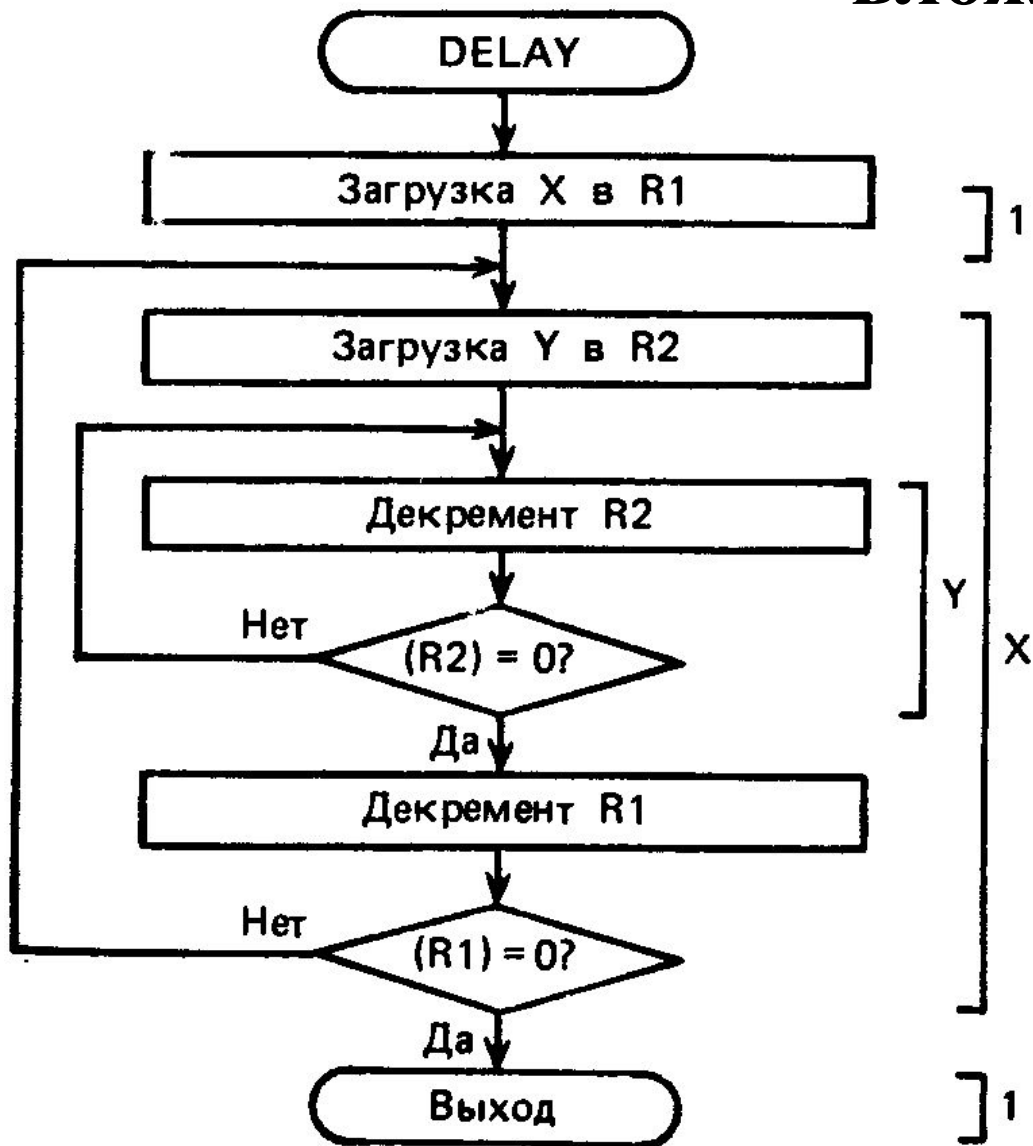 DELAY
Загрузка X в R1
1
Загрузка Y в R2
Декремент R2
Нет
(R2) = 0?
Y
X
Да
Декремент R1
Нет
(R1) = 0?
Да
Выход
1